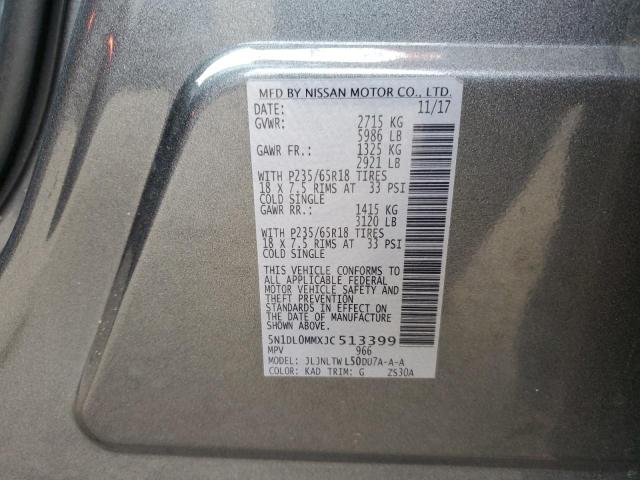 MFD BY NISSAN MOTOR CO., LTD.
DATE: 11/17
GVWR: 2715 KG
5986 LB
GAWR FR.: 1325 KG
2921 LB
WITH P235/65R18 TIRES
18 X 7.5 RIMS AT 33 PSI
COLD SINGLE
GAWR RR.: 1415 KG
3120 LB
WITH P235/65R18 TIRES
18 X 7.5 RIMS AT 33 PSI
COLD SINGLE
THIS VEHICLE CONFORMS TO
ALL APPLICABLE FEDERAL
MOTOR VEHICLE SAFETY AND
THEFT PREVENTION
STANDARDS IN EFFECT ON
THE DATE OF MANUFACTURE
SHOWN ABOVE.
5N1DL0MMXJC513399
MPV 966
MODEL: JLJNLTWL50DU7A-A-A
COLOR: KAD TRIM: G ZS30A